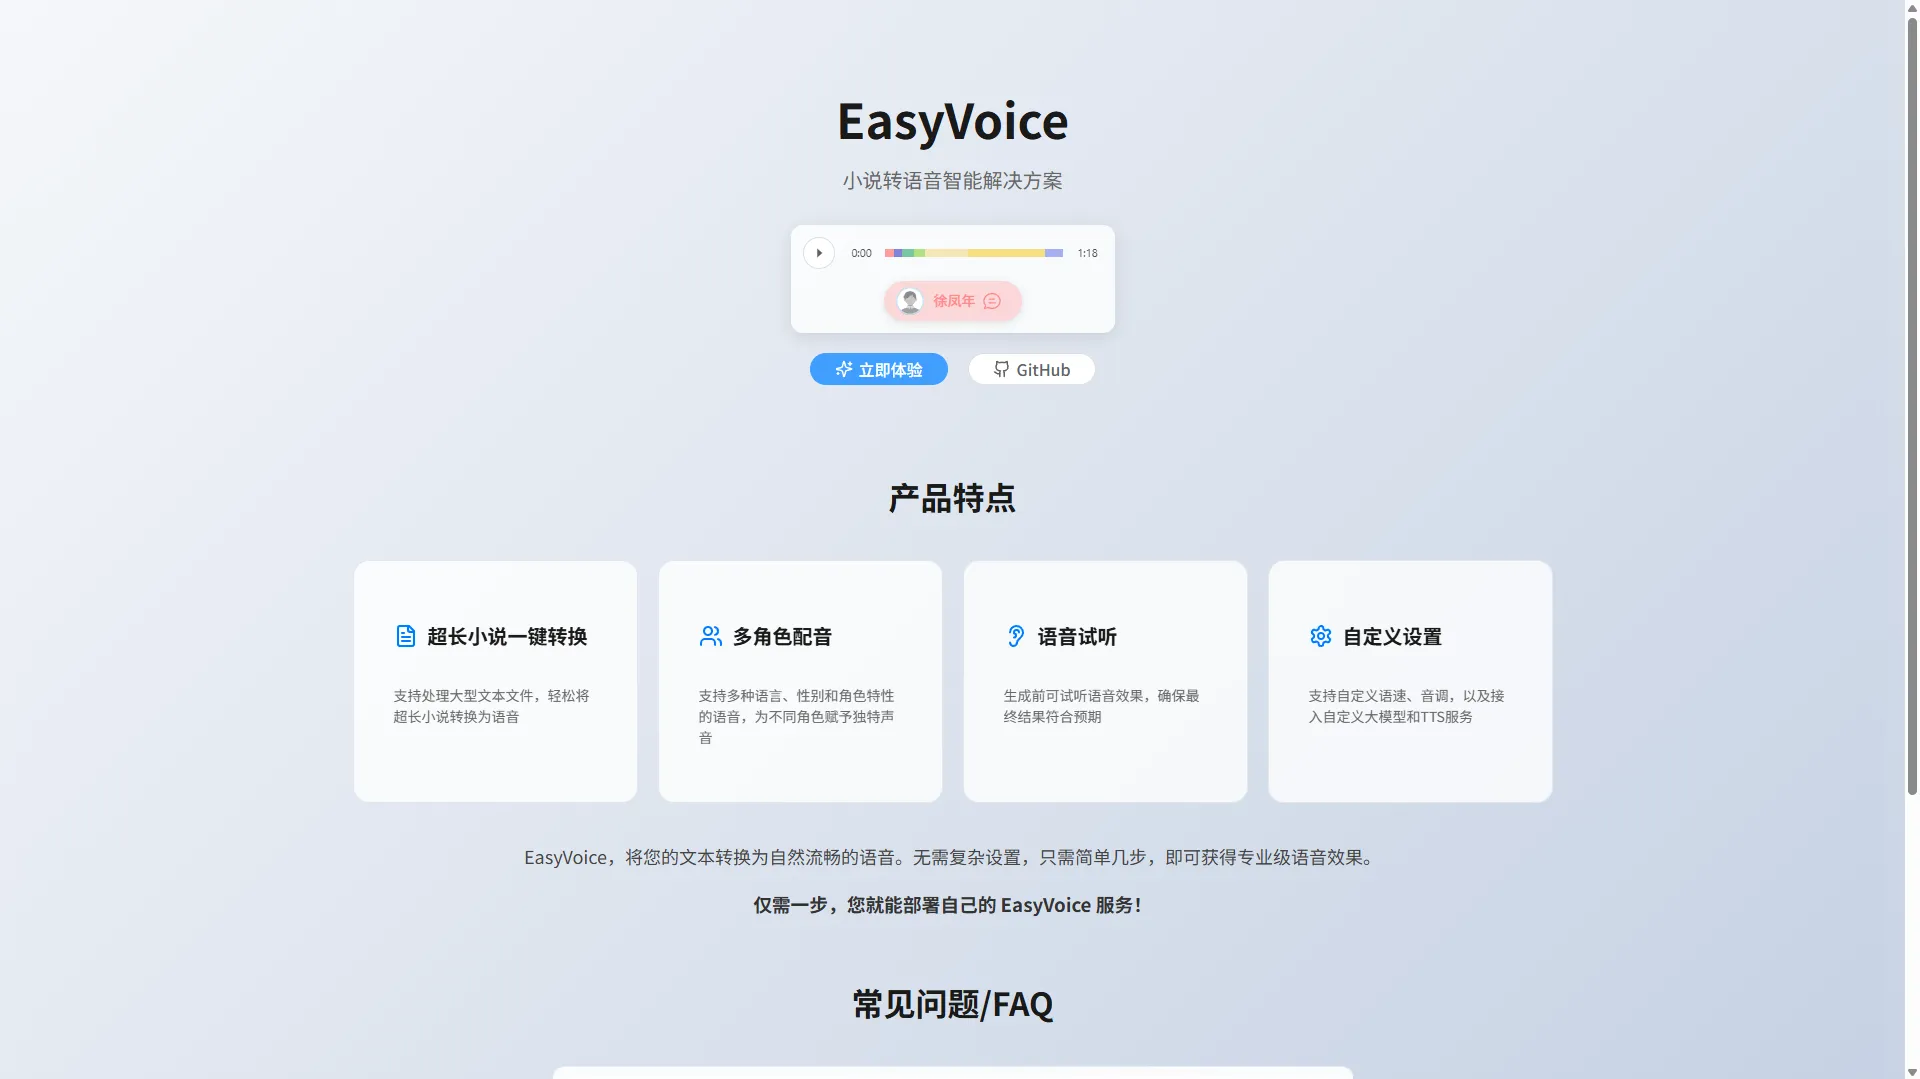 EasyVoice
小说转语音智能解决方案
0:00
1:18
徐凤年
立即体验
GitHub
产品特点
超长小说一键转换
支持处理大型文本文件，轻松将
超长小说转换为语音
多角色配音
支持多种语言、性别和角色特性
的语音，为不同角色赋予独特声
音
语音试听
生成前可试听语音效果，确保最
终结果符合预期
自定义设置
支持自定义语速、音调，以及接
入自定义大模型和TTS服务
EasyVoice，将您的文本转换为自然流畅的语音。无需复杂设置，只需简单几步，即可获得专业级语音效果。
仅需一步，您就能部署自己的 EasyVoice 服务！
常见问题/FAQ